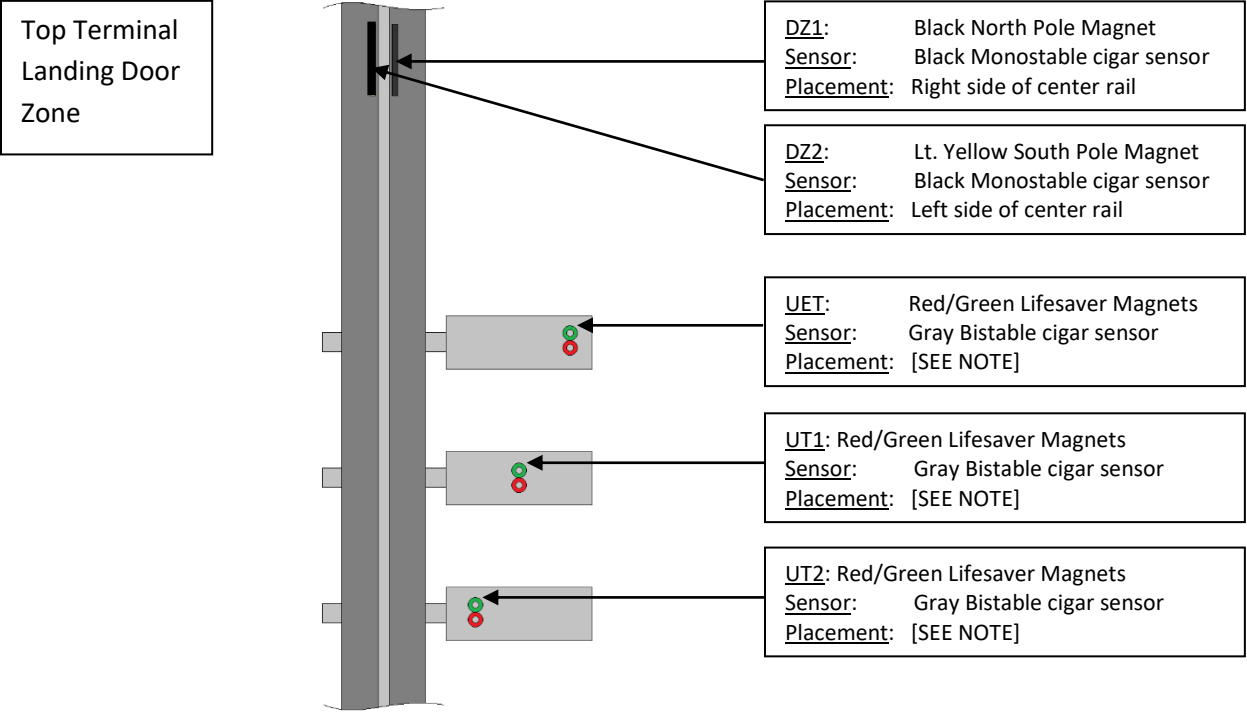 Top Terminal
Landing Door
Zone
DZ1: Black North Pole Magnet
Sensor: Black Monostable cigar sensor
Placement: Right side of center rail
DZ2: Lt. Yellow South Pole Magnet
Sensor: Black Monostable cigar sensor
Placement: Left side of center rail
UET: Red/Green Lifesaver Magnets
Sensor: Gray Bistable cigar sensor
Placement: [SEE NOTE]
UT1: Red/Green Lifesaver Magnets
Sensor: Gray Bistable cigar sensor
Placement: [SEE NOTE]
UT2: Red/Green Lifesaver Magnets
Sensor: Gray Bistable cigar sensor
Placement: [SEE NOTE]